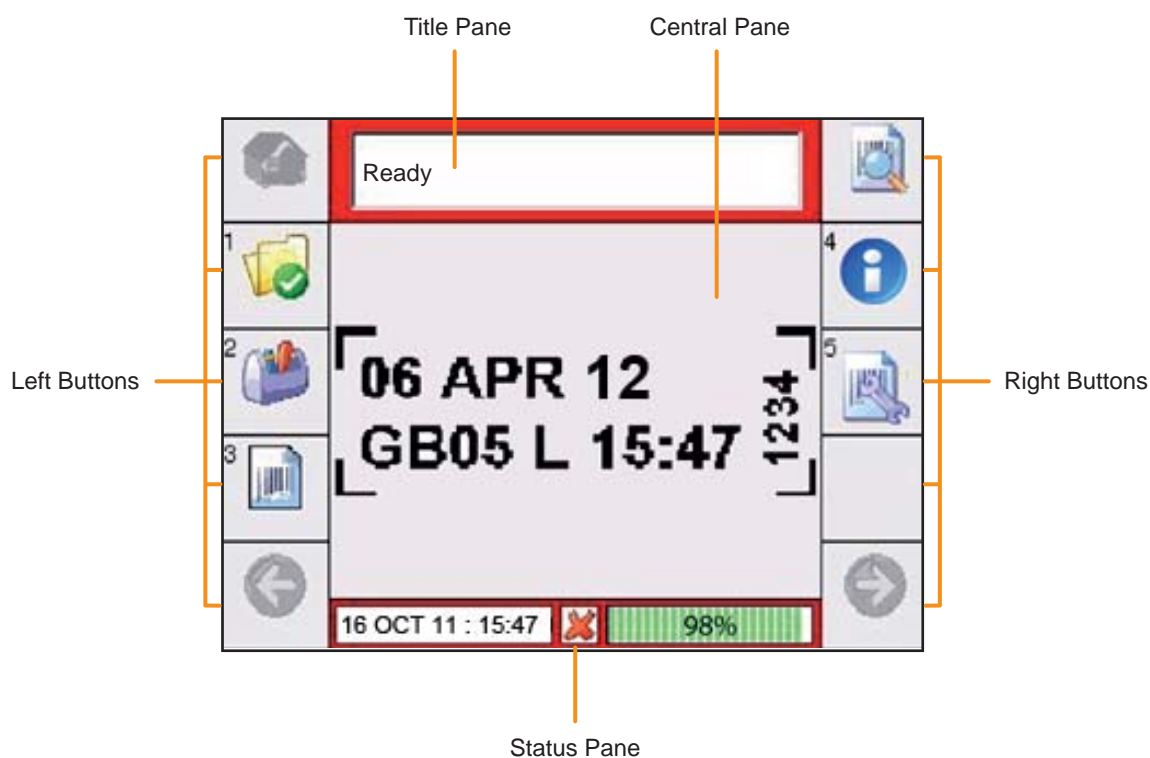 Title Pane
Central Pane
Ready
1
4
2
5
Left Buttons
Right Buttons
06 APR 12
GB05 L 15:47
1234
3
16 OCT 11 : 15:47
98%
Status Pane